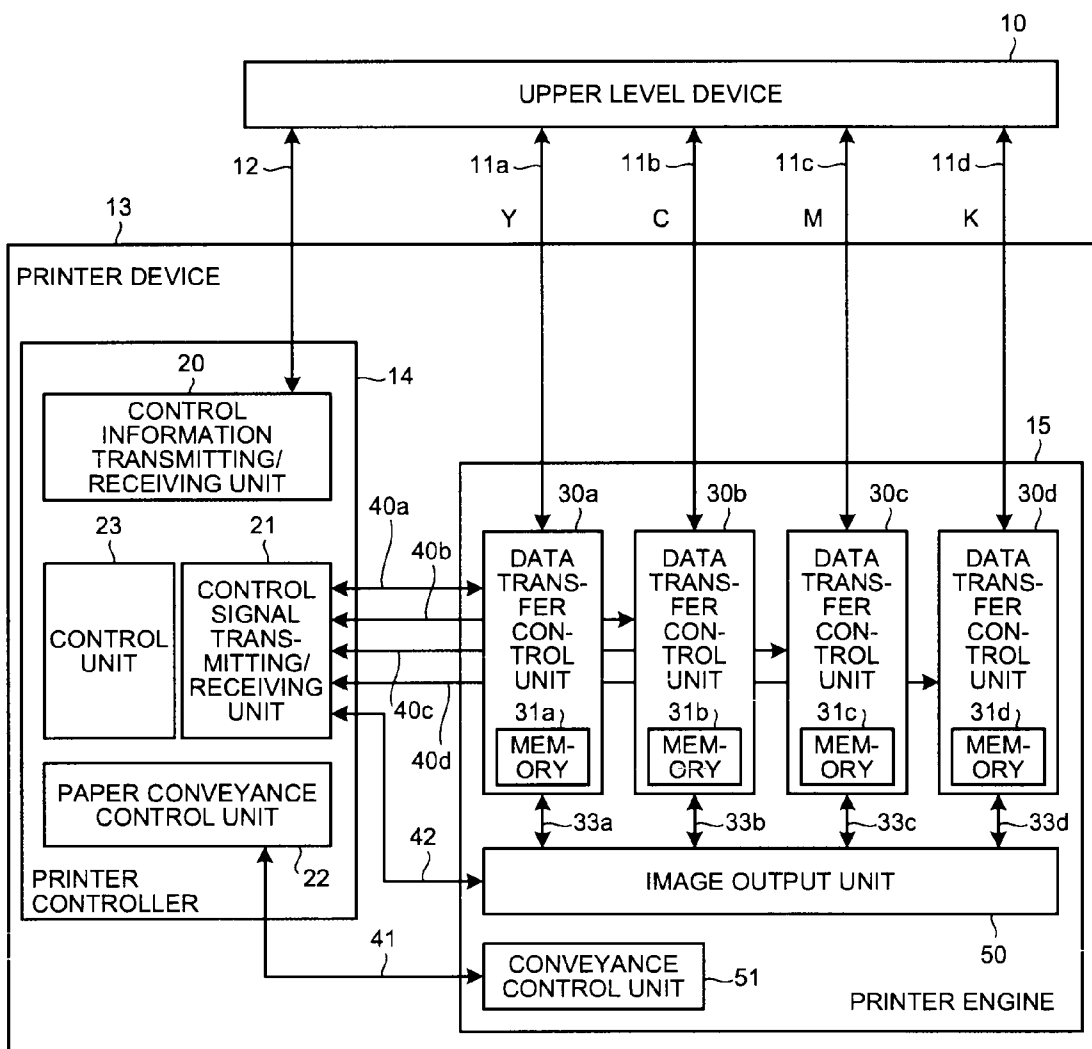 10
UPPER LEVEL DEVICE
12
11a
11b
11c
11d
Y
C
M
K
13
PRINTER DEVICE
20
14
CONTROL
INFORMATION
TRANSMITTING/
RECEIVING UNIT
15
30a
30b
30c
30d
23
21
40a
40b
CONTROL
UNIT
CONTROL
SIGNAL
TRANS-
MITTING/
RECEIVING
UNIT
40c
40d
DATA
TRANS-
FER
CON-
TROL
UNIT
DATA
TRANS-
FER
CON-
TROL
UNIT
DATA
TRANS-
FER
CON-
TROL
UNIT
DATA
TRANS-
FER
CON-
TROL
UNIT
31a
31b
31c
31d
MEM-
ORY
MEM-
ORY
MEM-
ORY
MEM-
ORY
PAPER CONVEYANCE
CONTROL UNIT
22
33a
33b
33c
33d
42
IMAGE OUTPUT UNIT
50
PRINTER
CONTROLLER
41
CONVEYANCE
CONTROL UNIT
51
PRINTER ENGINE